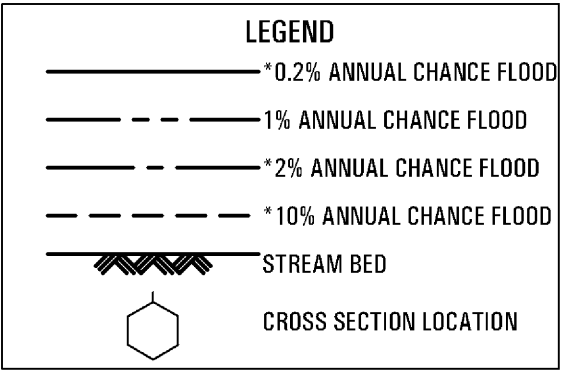 LEGEND
*0.2% ANNUAL CHANCE FLOOD
1% ANNUAL CHANCE FLOOD
*2% ANNUAL CHANCE FLOOD
*10% ANNUAL CHANCE FLOOD
STREAM BED
CROSS SECTION LOCATION